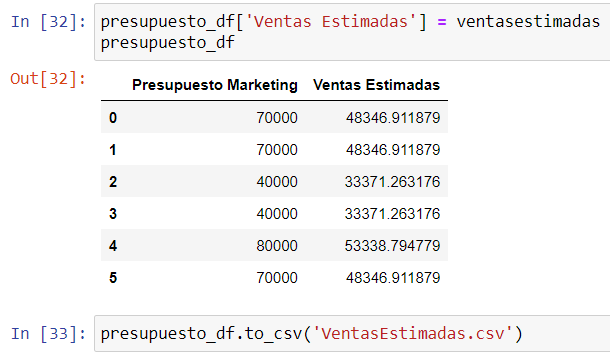 In [32]: presupuesto_df['Ventas Estimadas'] = ventasestimadas
presupuesto_df
Out[32]:
Presupuesto Marketing Ventas Estimadas
0 70000 48346.911879
1 70000 48346.911879
2 40000 33371.263176
3 40000 33371.263176
4 80000 53338.794779
5 70000 48346.911879
In [33]: presupuesto_df.to_csv('VentasEstimadas.csv')